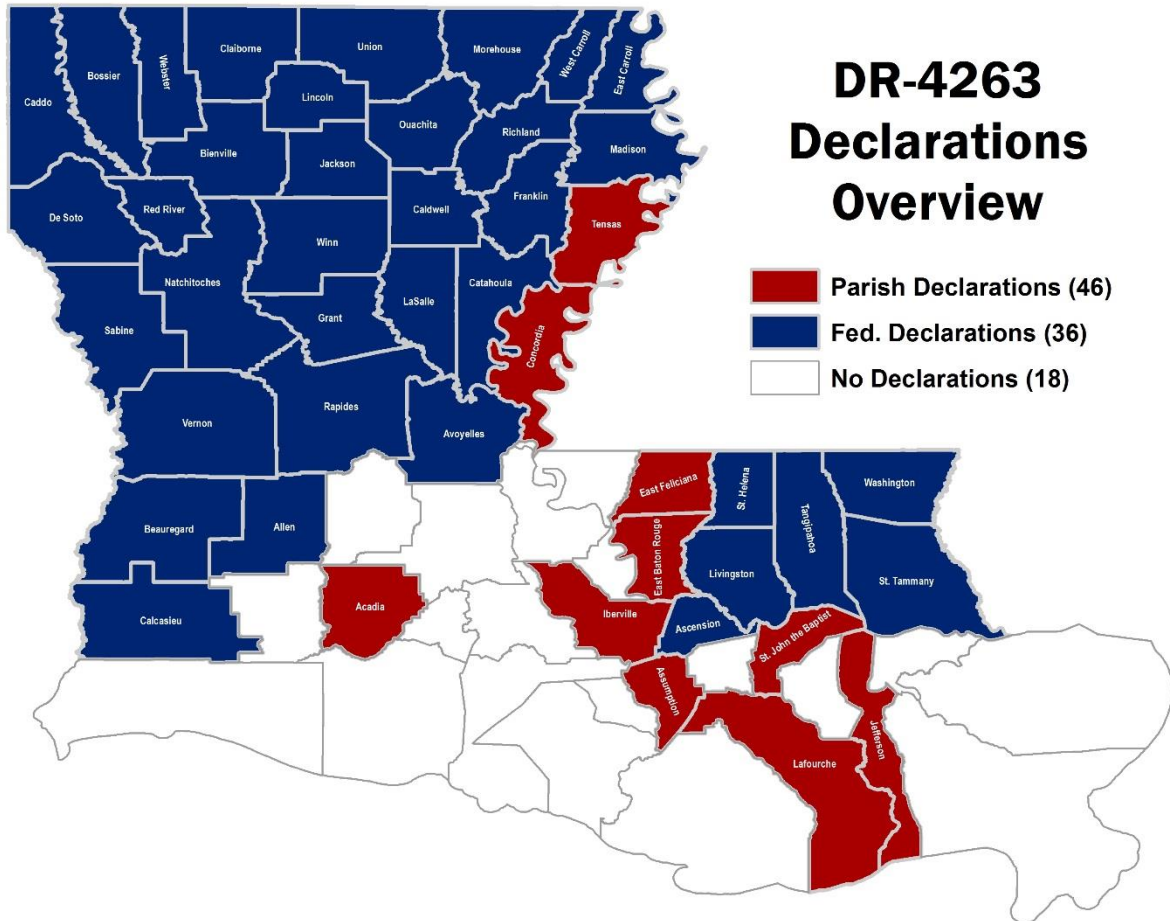 DR-4263
Declarations
Overview
Parish Declarations (46)
Fed. Declarations (36)
No Declarations (18)
Caddo
Bossier
Webster
Claiborne
Union
Morehouse
West Carroll
East Carroll
Lincoln
Ouachita
Richland
Madison
Bienville
Jackson
De Soto
Red River
Caldwell
Franklin
Tensas
Winn
Natchitoches
Sabine
Grant
LaSalle
Catahoula
Concordia
Vernon
Rapides
Avoyelles
Beauregard
Allen
East Feliciana
St. Helena
Tangipahoa
Washington
East Baton Rouge
Livingston
St. Tammany
Calcasieu
Acadia
Iberville
Ascension
St. John the Baptist
Assumption
Lafourche
Jefferson